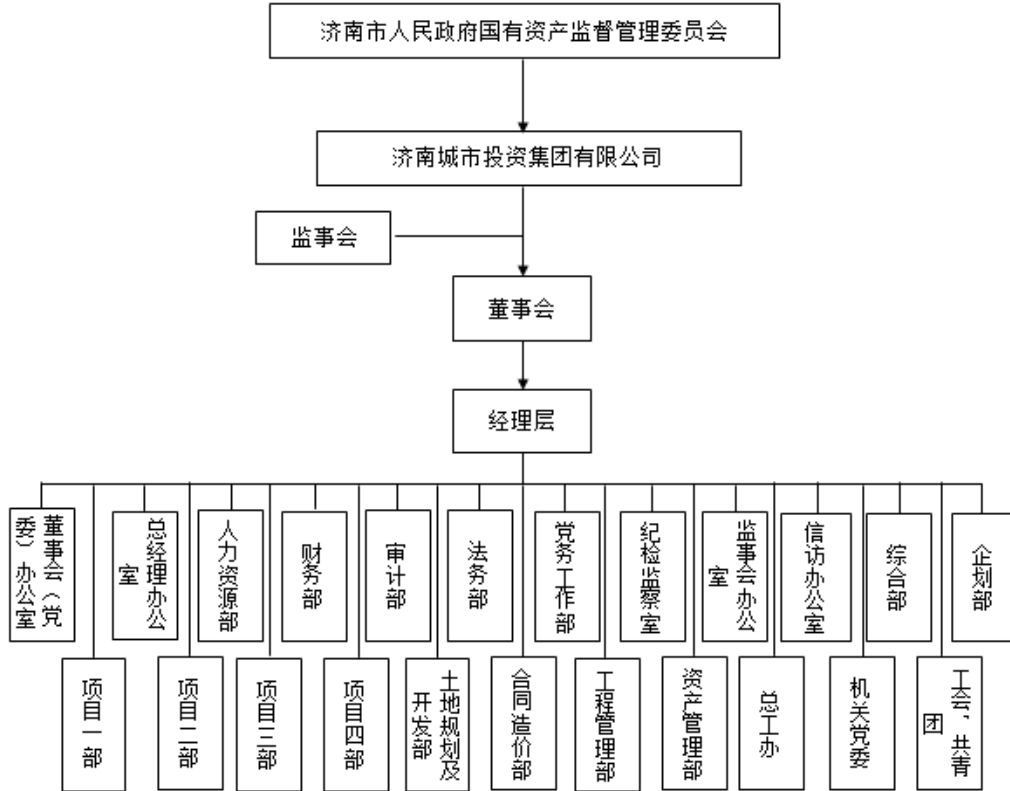 济南市人民政府国有资产监督管理委员会
济南城市投资集团有限公司
监事会
董事会
经理层
董事会（党
委）办公室
总经理办公
室
人力资源部
财务部
审计部
法务部
党务工作部
纪检监察室
监事会办公
室
信访办公室
综合部
企划部
项目一部
项目二部
项目三部
项目四部
土地规划及
开发部
合同造价部
工程管理部
资产管理部
总工办
机关党委
工会，共青
团